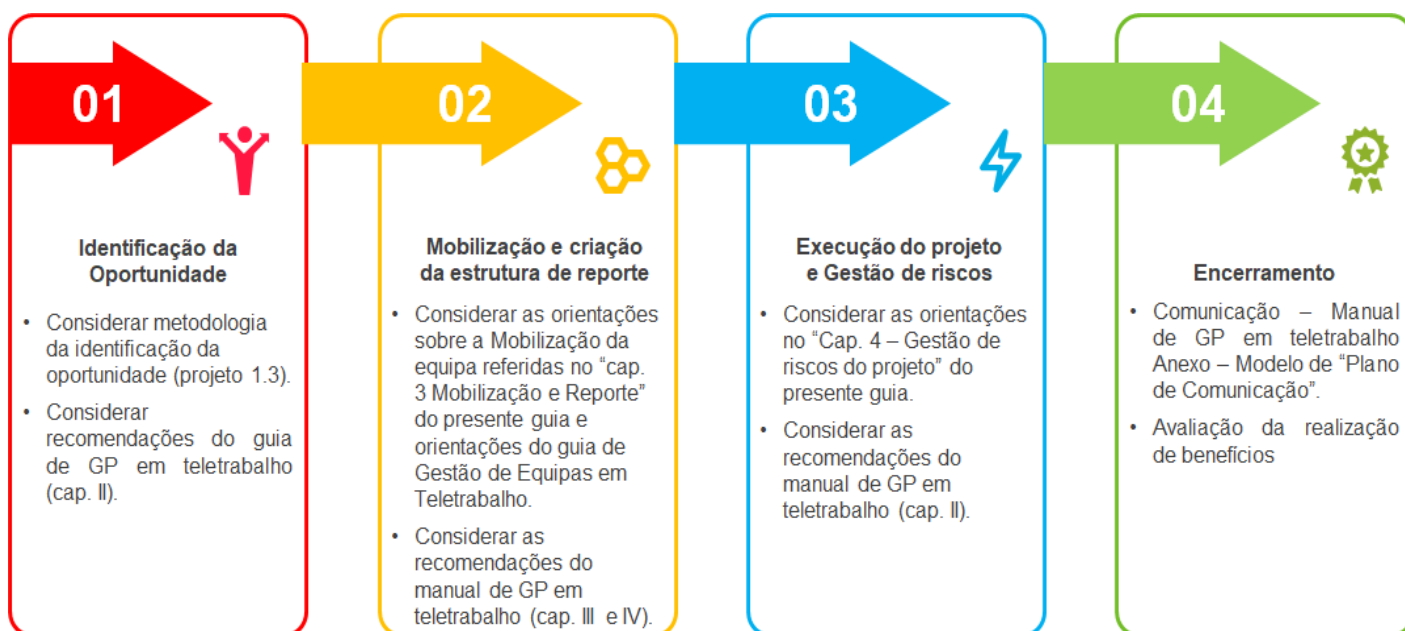 01
Identificação da
Oportunidade
• Considerar metodologia
da identificação da
oportunidade (projeto 1.3).
• Considerar
recomendações do guia
de GP em teletrabalho
(cap. II).
02
Mobilização e criação
da estrutura de reporte
• Considerar as orientações
sobre a Mobilização da
equipa referidas no “cap.
3 Mobilização e Reporte”
do presente guia e
orientações do guia de
Gestão de Equipas em
Teletrabalho.
• Considerar as
recomendações do
manual de GP em
teletrabalho (cap. III e IV).
03
Execução do projeto
e Gestão de riscos
• Considerar as orientações
no “Cap. 4 – Gestão de
riscos do projeto” do
presente guia.
• Considerar as
recomendações do
manual de GP em
teletrabalho (cap. II).
04
Encerramento
• Comunicação – Manual
de GP em teletrabalho
Anexo – Modelo de “Plano
de Comunicação”.
• Avaliação da realização
de benefícios